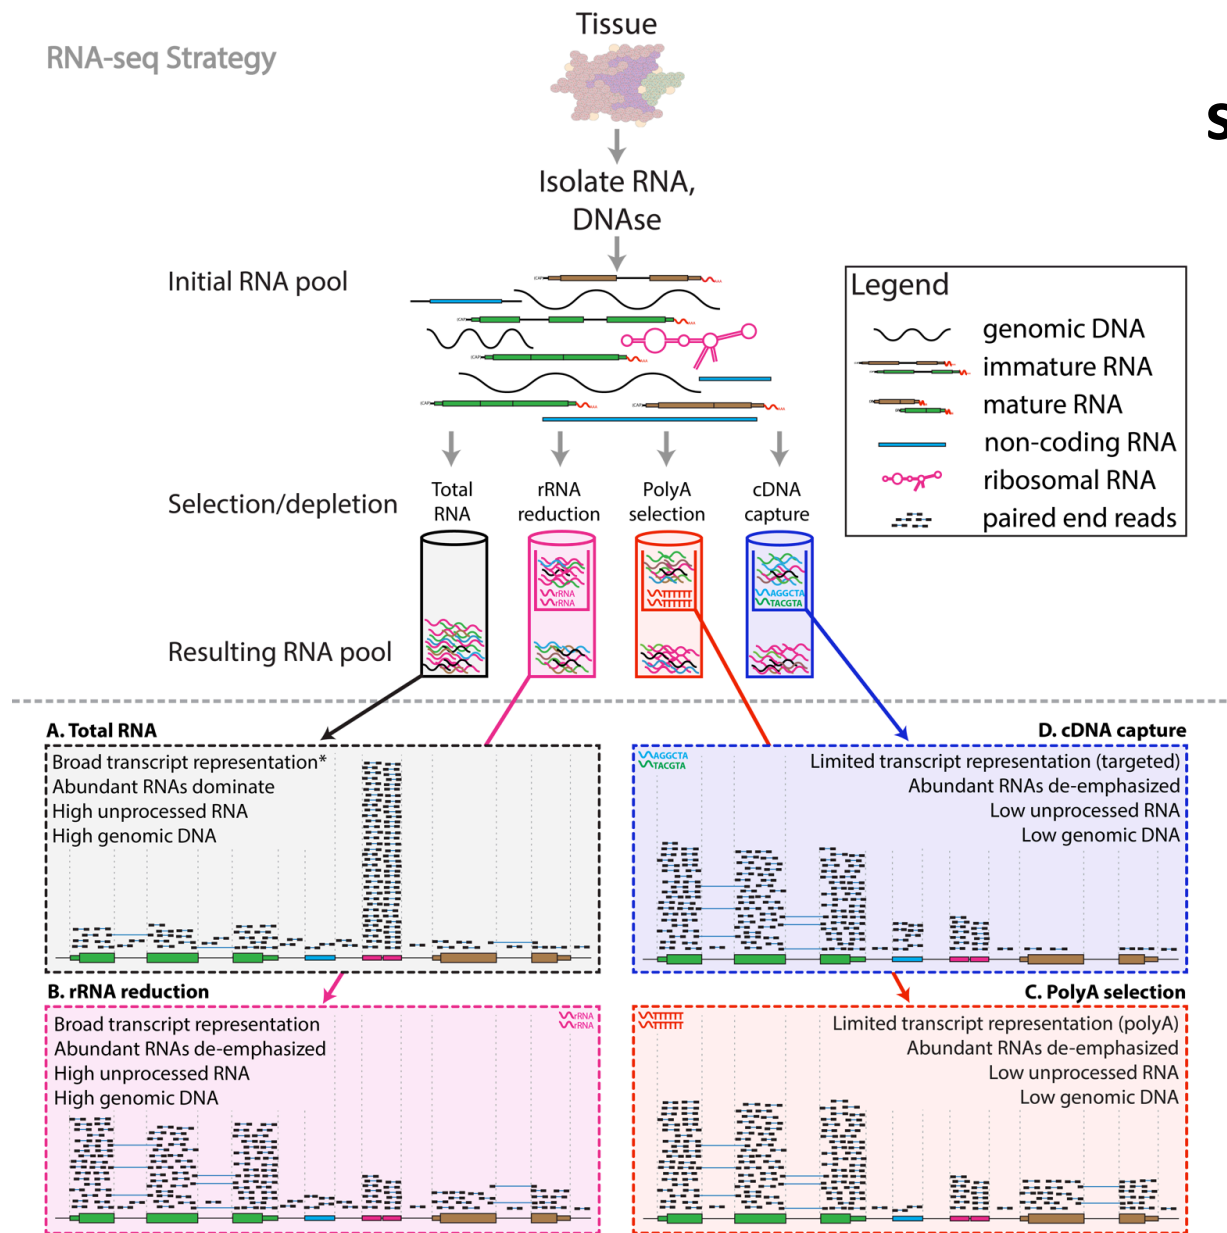 Tissue
RNA-seq Strategy
s
Isolate RNA,
DNAse
Initial RNA pool
Legend
genomic DNA
immature RNA
mature RNA
non-coding RNA
ribosomal RNA
paired end reads
Selection/depletion
Total
RNA
rRNA
reduction
PolyA
selection
cDNA
capture
rRNA
rRNA
TTTTTT
TTTTTT
AGGCTA
TACGTA
Resulting RNA pool
A. Total RNA
Broad transcript representation*
Abundant RNAs dominate
High unprocessed RNA
High genomic DNA
D. cDNA capture
AGGCTA
TACGTA
Limited transcript representation (targeted)
Abundant RNAs de-emphasized
Low unprocessed RNA
Low genomic DNA
B. rRNA reduction
Broad transcript representation
Abundant RNAs de-emphasized
High unprocessed RNA
High genomic DNA
rRNA
rRNA
C. PolyA selection
TTTTTT
TTTTTT
Limited transcript representation (polyA)
Abundant RNAs de-emphasized
Low unprocessed RNA
Low genomic DNA